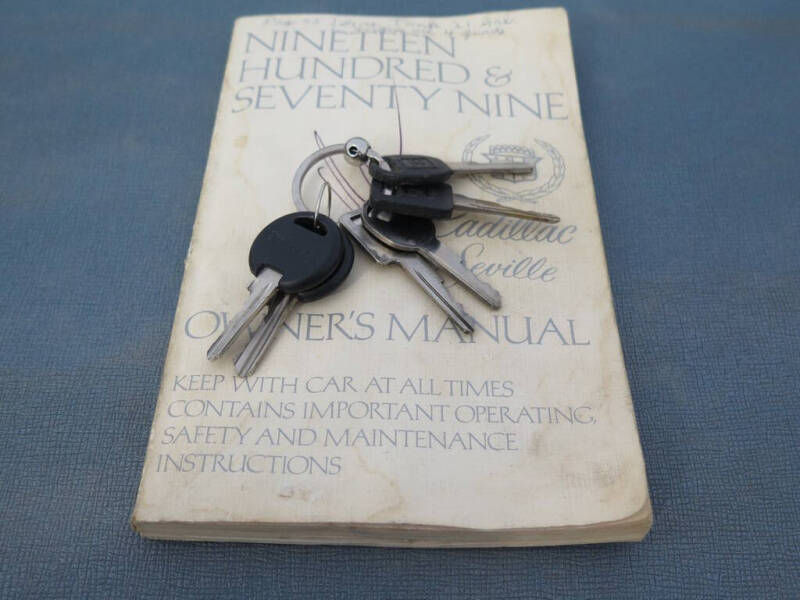 NINETEEN
HUNDRED &
SEVENTY NINE
Cadillac
Seville
OWNER'S MANUAL
KEEP WITH CAR AT ALL TIMES
CONTAINS IMPORTANT OPERATING,
SAFETY AND MAINTENANCE
INSTRUCTIONS